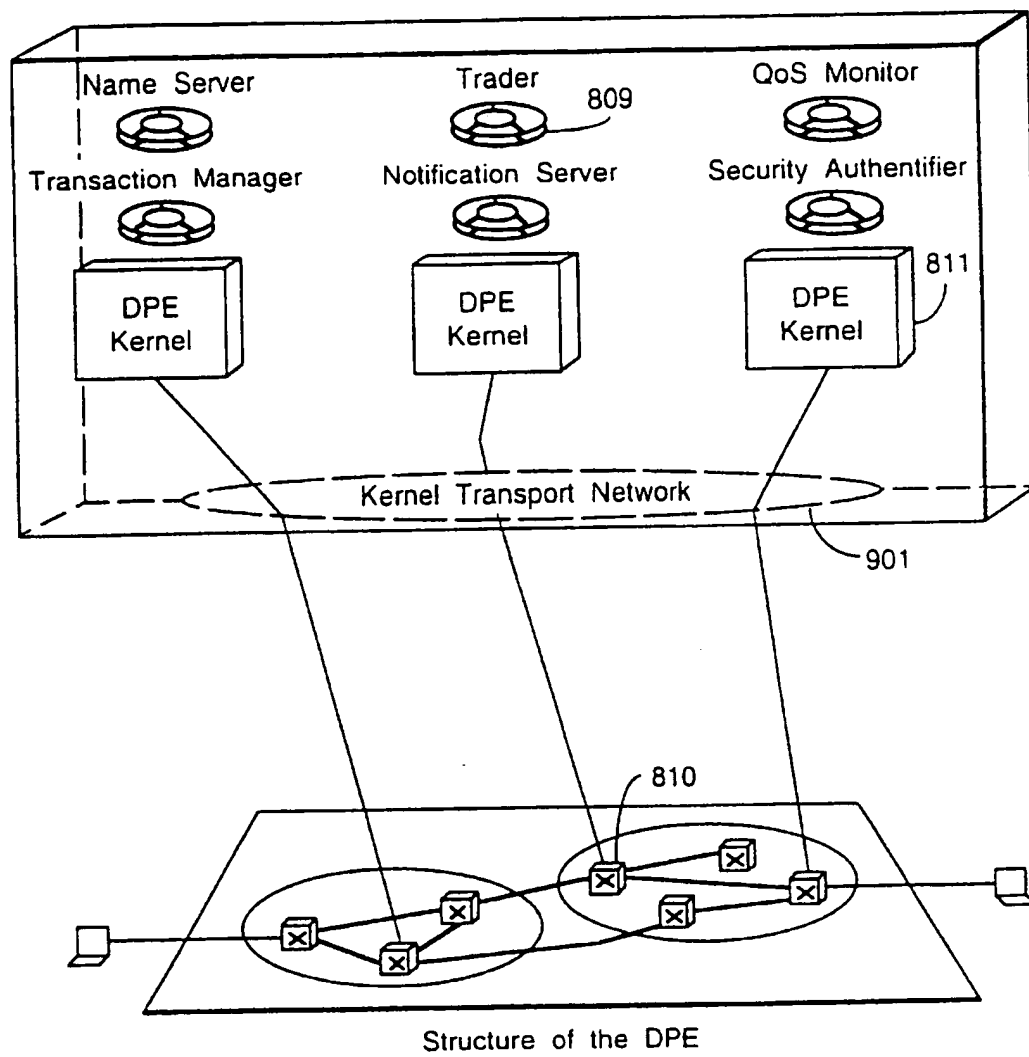 Name Server
Trader
QoS Monitor
809
Transaction Manager
Notification Server
Security Authentifier
811
DPE
Kernel
DPE
Kernel
DPE
Kernel
Kernel Transport Network
901
810
Structure of the DPE